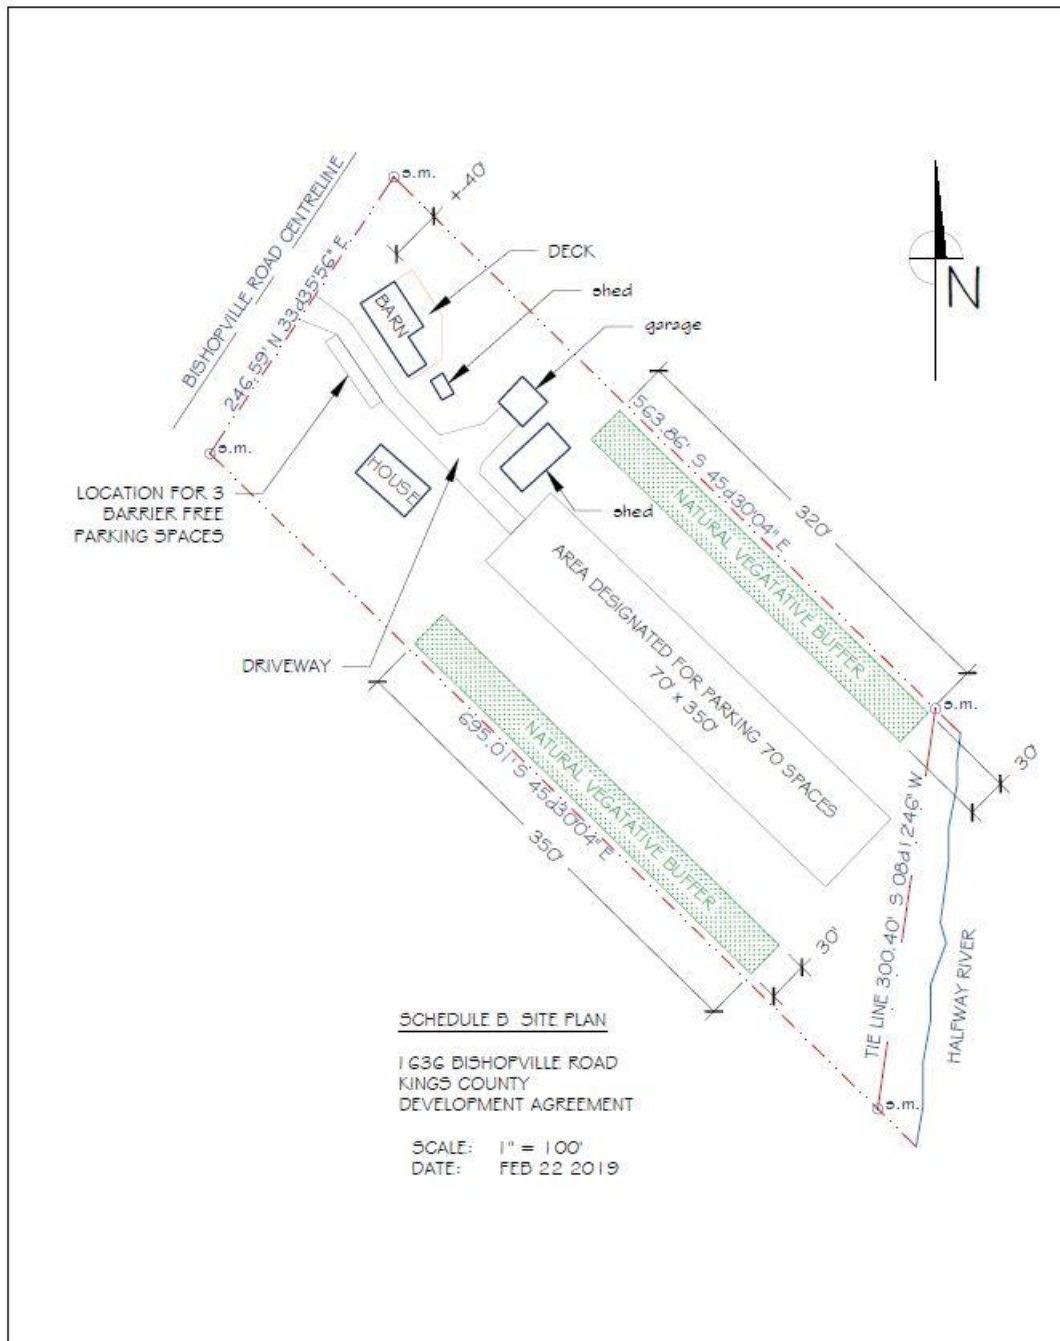 BISHOPVILLE ROAD CENTRELINE
246.59' N 33d35'56" E
s.m.
+-40'
DECK
shed
garage
BARN
N
s.m.
LOCATION FOR 3
BARRIER FREE
PARKING SPACES
HOUSE
shed
563.86' S 45d30'04" E
320'
NATURAL VEGATATIVE BUFFER
AREA DESIGNATED FOR PARKING 70 SPACES
70' x 350'
DRIVEWAY
s.m.
30'
NATURAL VEGATATIVE BUFFER
695.01' S 45d30'04" E
350'
30'
TIE LINE 300.40' S 08d1246" W
HALFWAY RIVER
s.m.
SCHEDULE B SITE PLAN
1636 BISHOPVILLE ROAD
KINGS COUNTY
DEVELOPMENT AGREEMENT
SCALE: 1" = 100'
DATE: FEB 22 2019